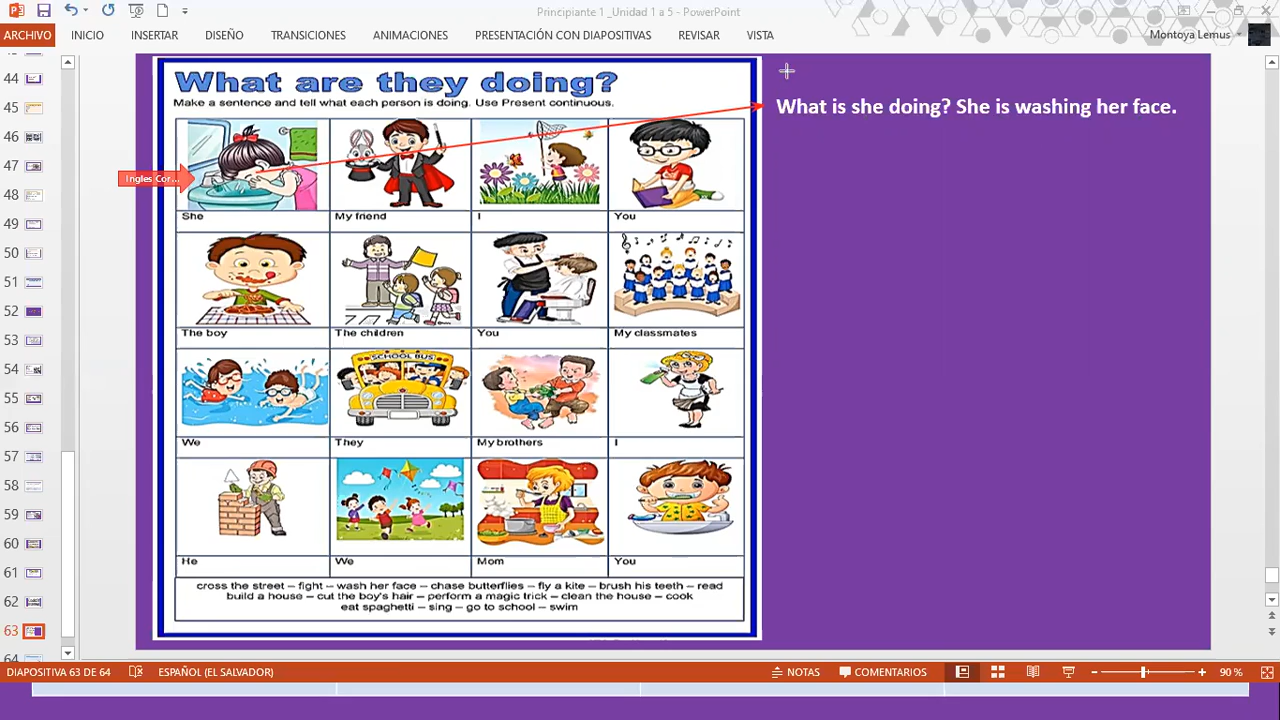 Principiante 1 _Unidad 1 a 5 - PowerPoint
ARCHIVO INICIO INSERTAR DISEÑO TRANSICIONES ANIMACIONES PRESENTACIÓN CON DIAPOSITIVAS REVISAR VISTA Montoya Lemus
44
45
46
47
48
49
50
51
52
53
54
55
56
57
58
59
60
61
62
63
64
What are they doing?
Make a sentence and tell what each person is doing. Use Present continuous.
Ingles Cor...
She My friend I You
The boy The children You My classmates
SCHOOL BUS
We They My brothers I
He We Mom You
cross the street – fight – wash her face – chase butterflies – fly a kite – brush his teeth – read
build a house – cut the boy's hair – perform a magic trick – clean the house – cook
eat spaghetti – sing – go to school – swim
What is she doing? She is washing her face.
DIAPOSITIVA 63 DE 64 ESPAÑOL (EL SALVADOR) NOTAS COMENTARIOS 90 %